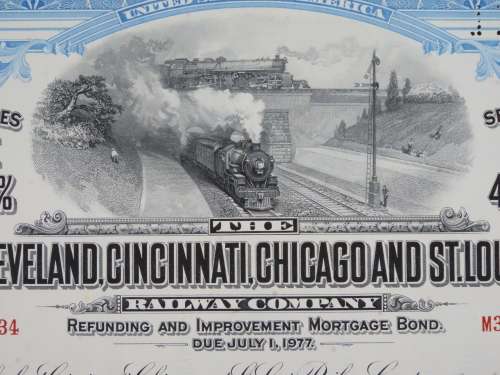 UNITED STATES OF AMERICA
%
4
THE
EVELAND, CINCINNATI, CHICAGO AND ST. LOU
RAILWAY COMPANY
34
M3
REFUNDING AND IMPROVEMENT MORTGAGE BOND.
DUE JULY 1, 1977.